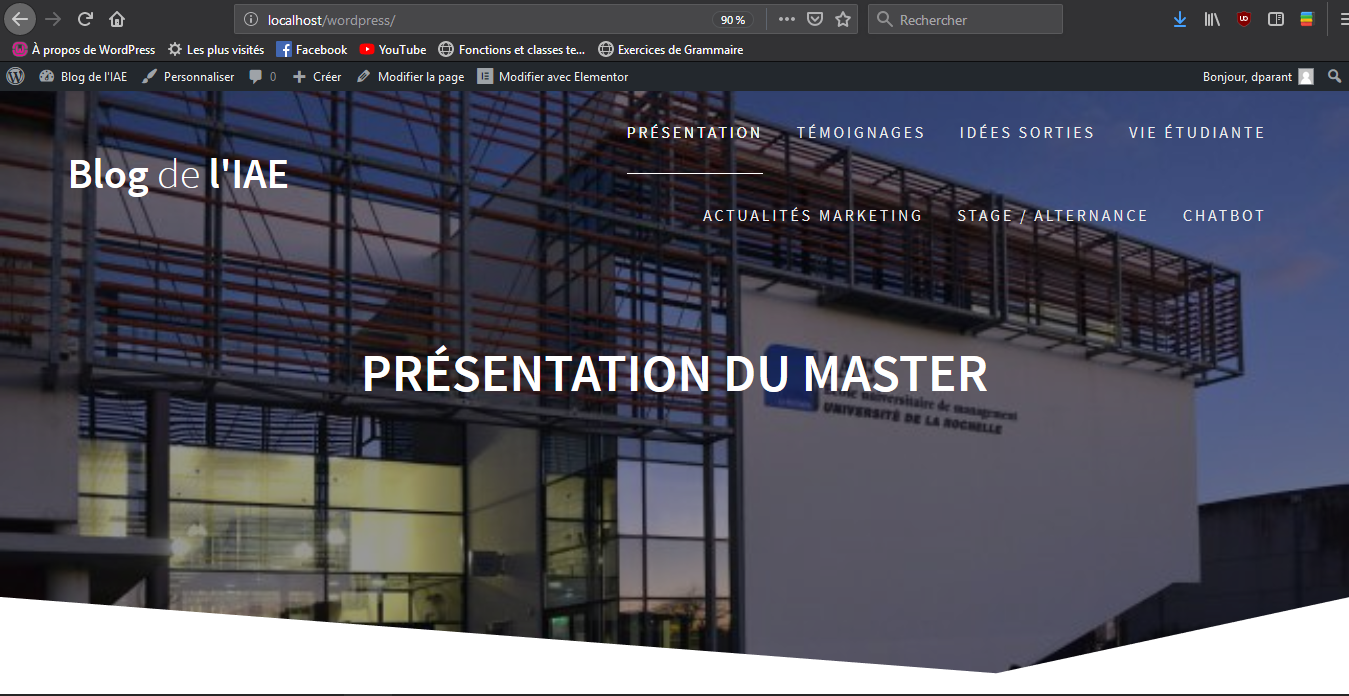 localhost/wordpress/
90 %
Rechercher
À propos de WordPress Les plus visités Facebook YouTube Fonctions et classes te... Exercices de Grammaire
Blog de l'IAE Personnaliser 0 Créer Modifier la page Modifier avec Elementor Bonjour, dparant
PRÉSENTATION TÉMOIGNAGES IDÉES SORTIES VIE ÉTUDIANTE
Blog de l'IAE
ACTUALITÉS MARKETING STAGE / ALTERNANCE CHATBOT
PRÉSENTATION DU MASTER
École universitaire de management
UNIVERSITÉ DE LA ROCHELLE